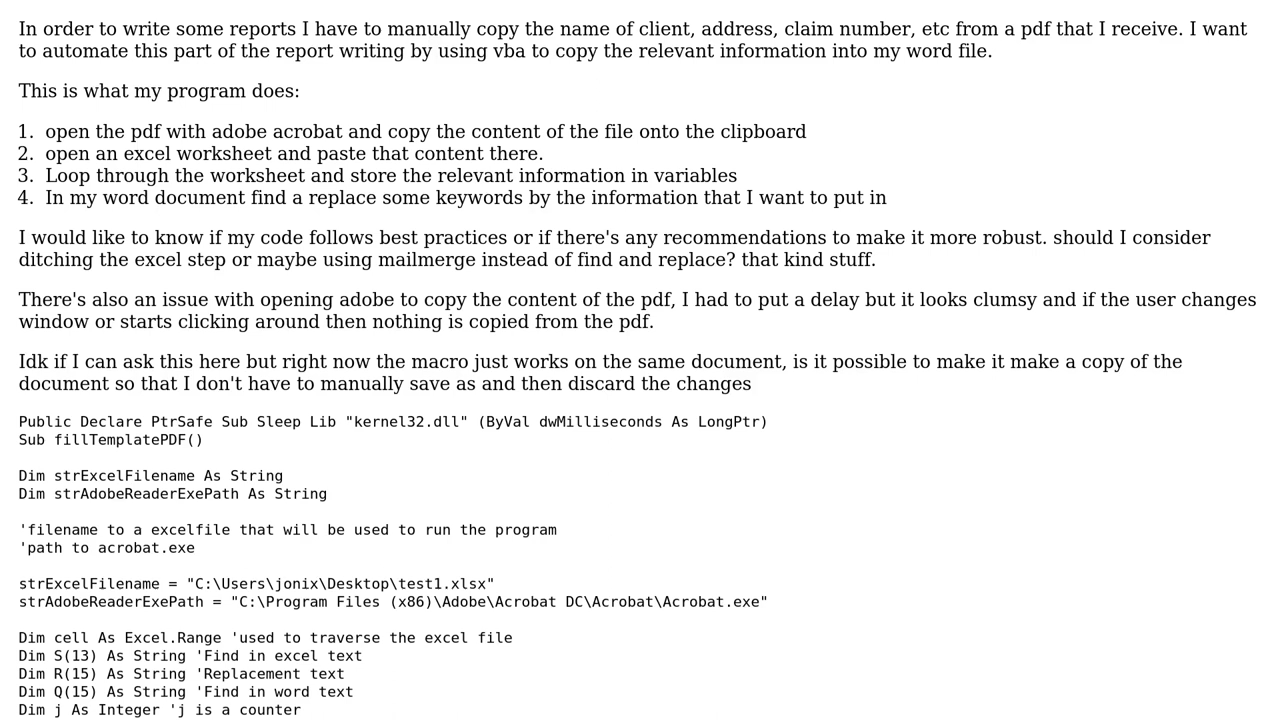 In order to write some reports I have to manually copy the name of client, address, claim number, etc from a pdf that I receive. I want
to automate this part of the report writing by using vba to copy the relevant information into my word file.
This is what my program does:
1. open the pdf with adobe acrobat and copy the content of the file onto the clipboard
2. open an excel worksheet and paste that content there.
3. Loop through the worksheet and store the relevant information in variables
4. In my word document find a replace some keywords by the information that I want to put in
I would like to know if my code follows best practices or if there's any recommendations to make it more robust. should I consider
ditching the excel step or maybe using mailmerge instead of find and replace? that kind stuff.
There's also an issue with opening adobe to copy the content of the pdf, I had to put a delay but it looks clumsy and if the user changes
window or starts clicking around then nothing is copied from the pdf.
Idk if I can ask this here but right now the macro just works on the same document, is it possible to make it make a copy of the
document so that I don't have to manually save as and then discard the changes
Public Declare PtrSafe Sub Sleep Lib "kernel32.dll" (ByVal dwMilliseconds As LongPtr)
Sub fillTemplatePDF()
Dim strExcelFilename As String
Dim strAdobeReaderExePath As String
'filename to a excelfile that will be used to run the program
'path to acrobat.exe
strExcelFilename = "C:\Users\jonix\Desktop\test1.xlsx"
strAdobeReaderExePath = "C:\Program Files (x86)\Adobe\Acrobat DC\Acrobat\Acrobat.exe"
Dim cell As Excel.Range 'used to traverse the excel file
Dim S(13) As String 'Find in excel text
Dim R(15) As String 'Replacement text
Dim Q(15) As String 'Find in word text
Dim j As Integer 'j is a counter